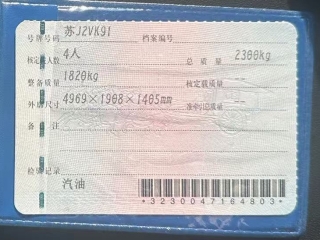 号牌号码 苏J2VK91 档案编号
核定载人数 4人 总质量 2300kg
整备质量 1820kg 核定载质量 --
外廓尺寸 4969×1908×1405mm 准牵引总质量 --
备注
检验记录
汽油
*3230047164803*